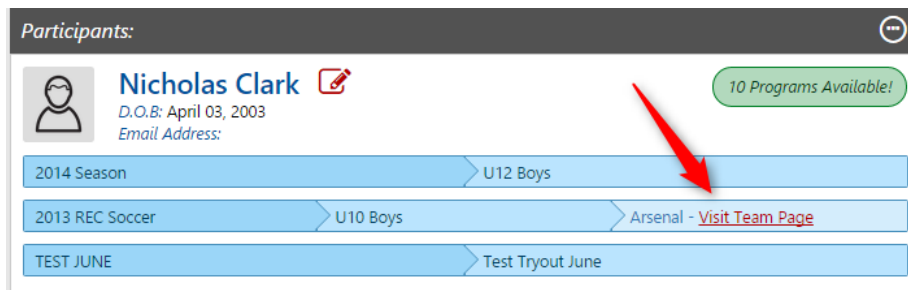 Participants:
Nicholas Clark
10 Programs Available!
D.O.B: April 03, 2003
Email Address:
2014 Season U12 Boys
2013 REC Soccer U10 Boys Arsenal - Visit Team Page
TEST JUNE Test Tryout June